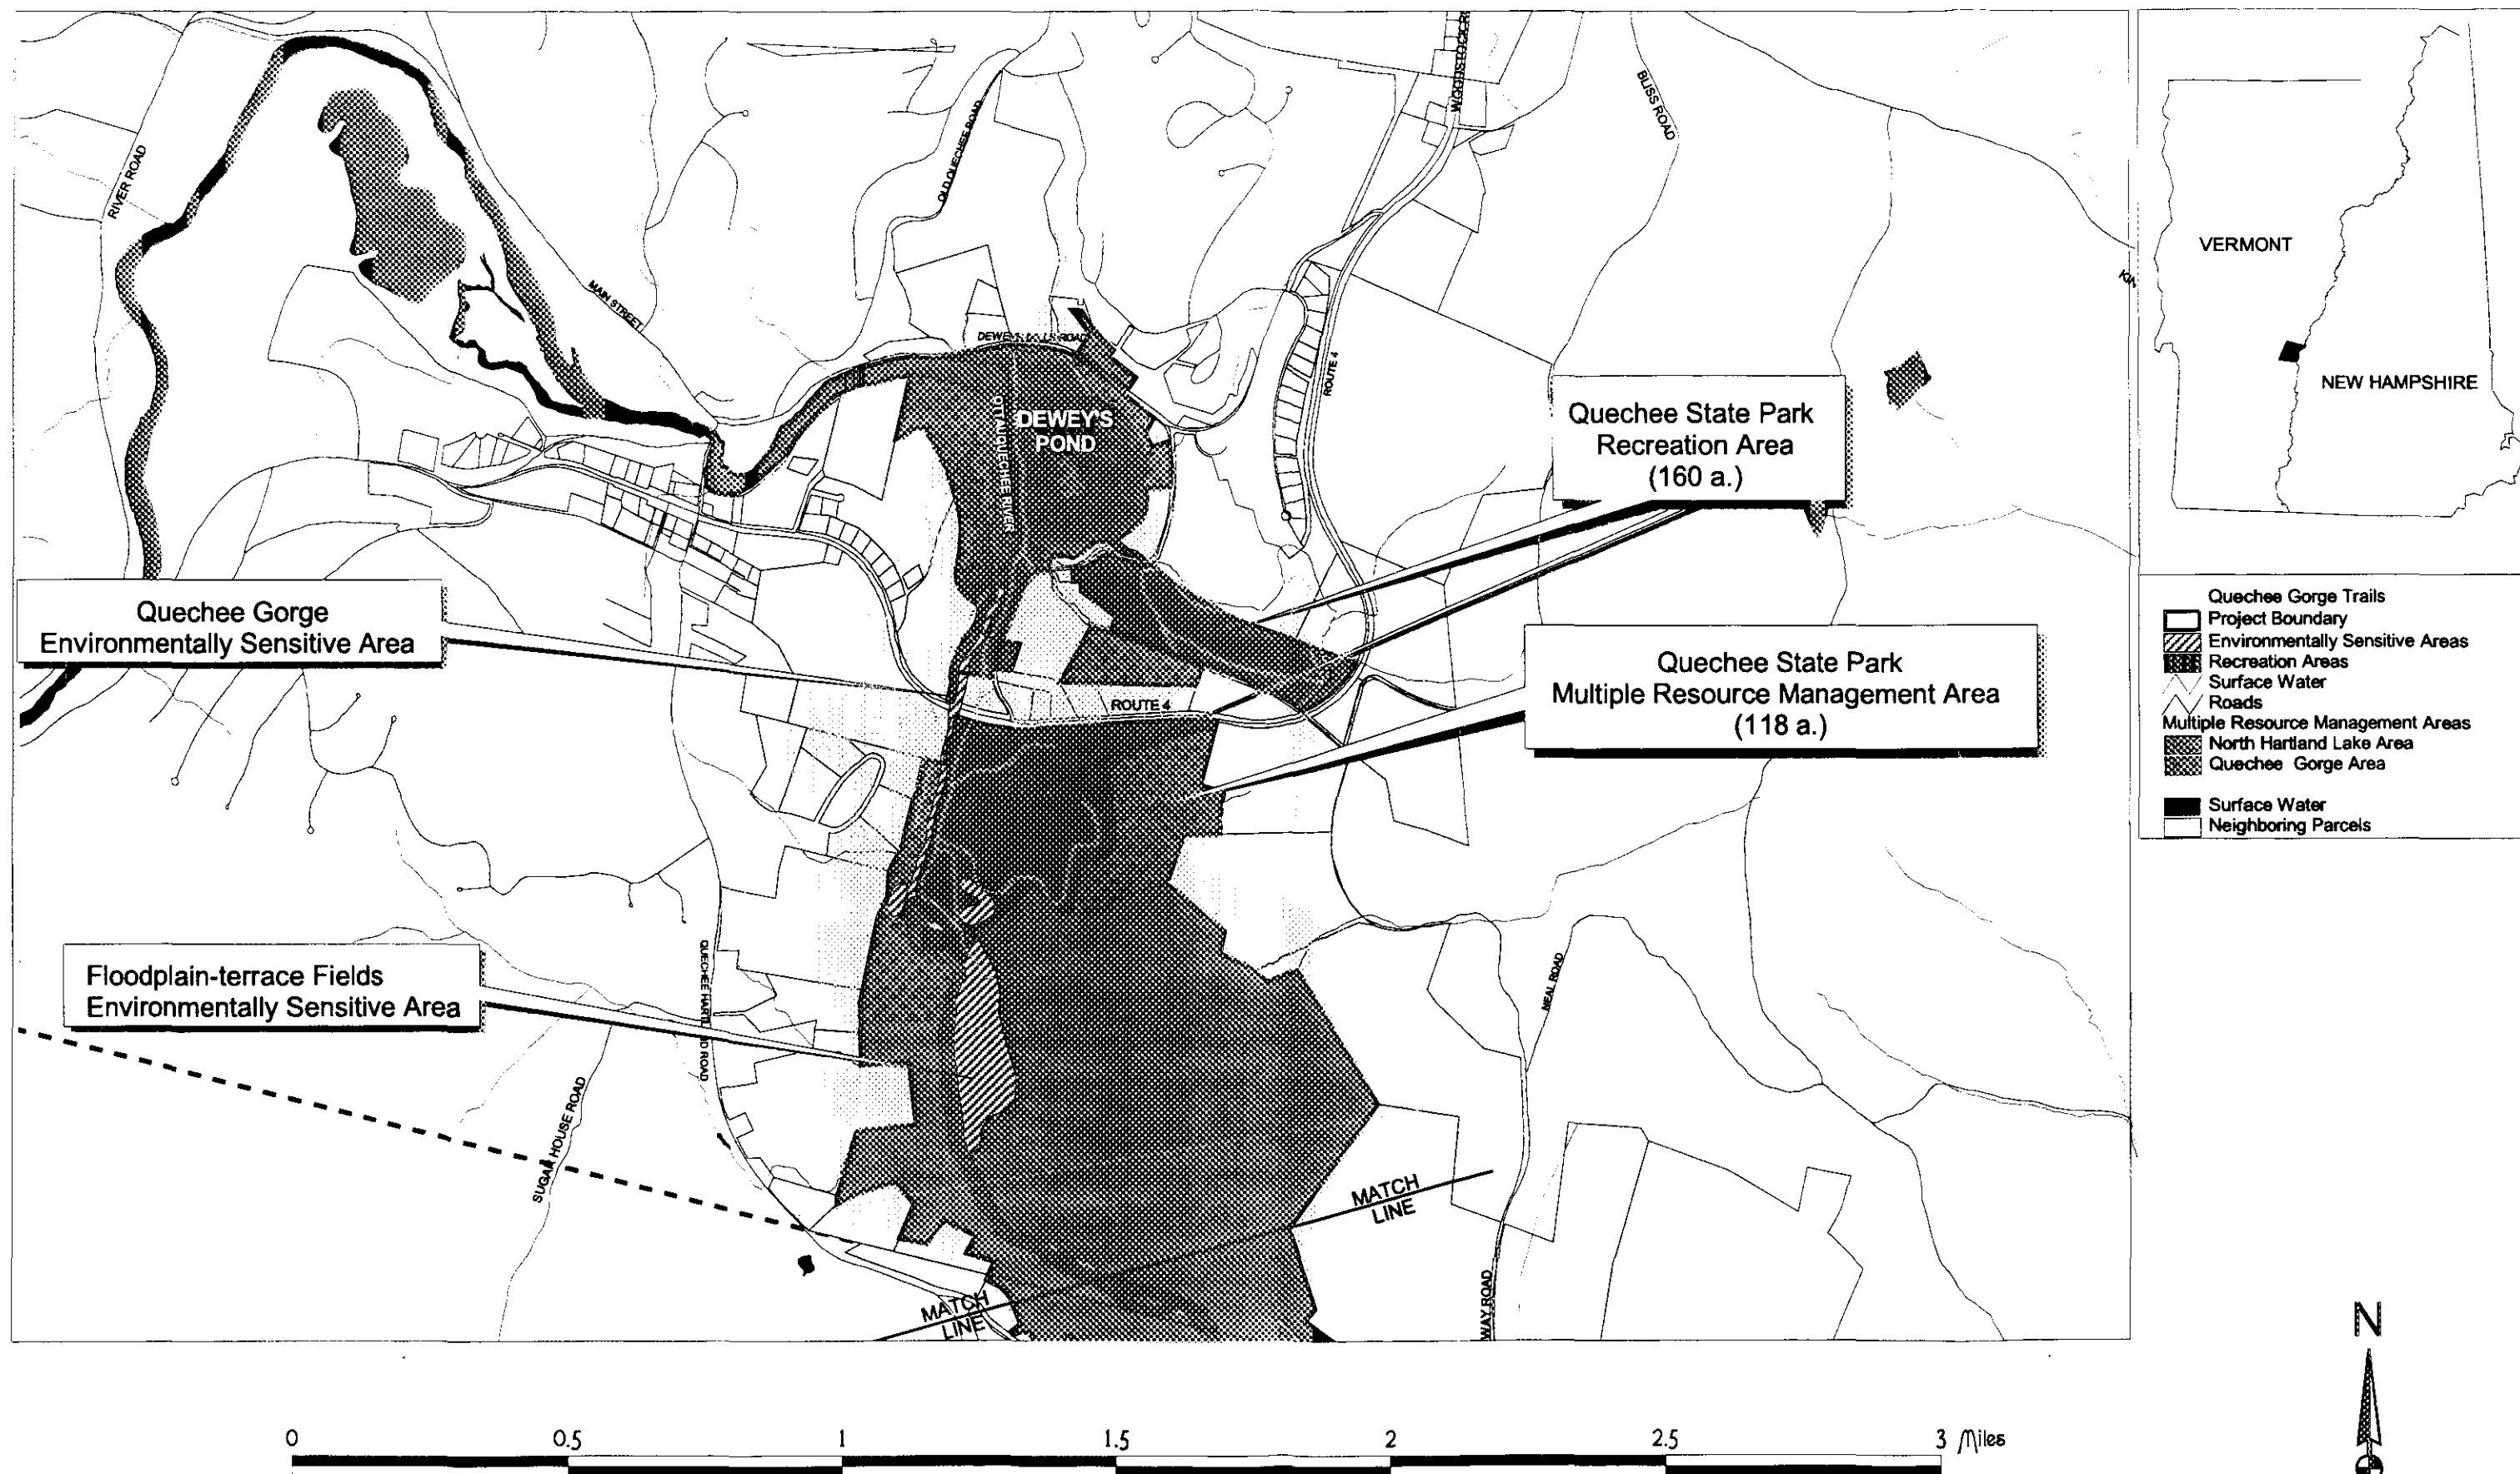 RIVER ROAD
MAIN STREET
OLD QUECHEE ROAD
WOODSTOCK
BLISS ROAD
ROUTE 4
DEWEY'S
POND
OTTAUQUECHEE RIVER
Quechee State Park
Recreation Area
(160 a.)
Quechee Gorge
Environmentally Sensitive Area
Quechee State Park
Multiple Resource Management Area
(118 a.)
ROUTE 4
Floodplain-terrace Fields
Environmentally Sensitive Area
SUGAR HOUSE ROAD
NEAL ROAD
WAY ROAD
MATCH
LINE
MATCH
LINE
VERMONT
NEW HAMPSHIRE
Quechee Gorge Trails
Project Boundary
Environmentally Sensitive Areas
Recreation Areas
Surface Water
Roads
Multiple Resource Management Areas
North Hartland Lake Area
Quechee Gorge Area
Surface Water
Neighboring Parcels
N
0 0.5 1 1.5 2 2.5 3 Miles